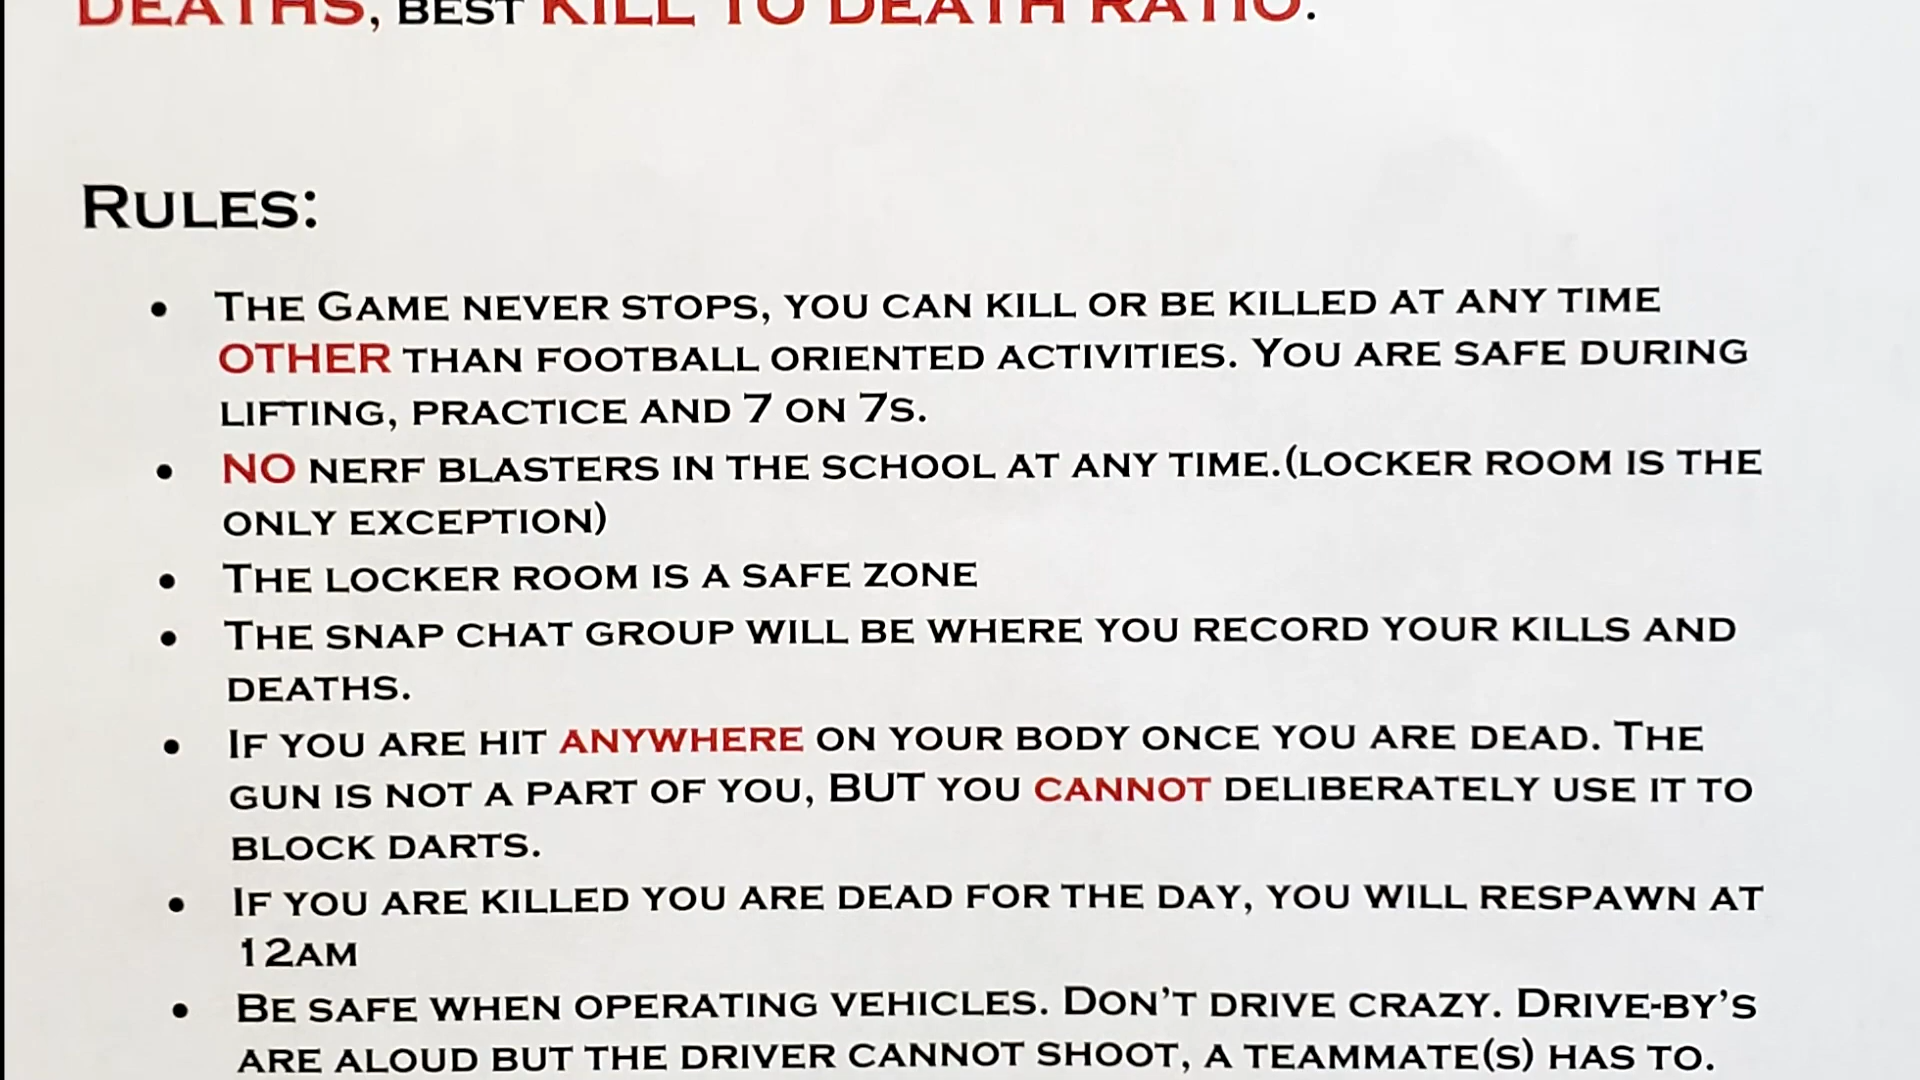 DEATHS, BEST KILL TO DEATH RATIO.
RULES:
• THE GAME NEVER STOPS, YOU CAN KILL OR BE KILLED AT ANY TIME
OTHER THAN FOOTBALL ORIENTED ACTIVITIES. YOU ARE SAFE DURING
LIFTING, PRACTICE AND 7 ON 7S.
• NO NERF BLASTERS IN THE SCHOOL AT ANY TIME.(LOCKER ROOM IS THE
ONLY EXCEPTION)
• THE LOCKER ROOM IS A SAFE ZONE
• THE SNAP CHAT GROUP WILL BE WHERE YOU RECORD YOUR KILLS AND
DEATHS.
• IF YOU ARE HIT ANYWHERE ON YOUR BODY ONCE YOU ARE DEAD. THE
GUN IS NOT A PART OF YOU, BUT YOU CANNOT DELIBERATELY USE IT TO
BLOCK DARTS.
• IF YOU ARE KILLED YOU ARE DEAD FOR THE DAY, YOU WILL RESPAWN AT
12AM
• BE SAFE WHEN OPERATING VEHICLES. DON'T DRIVE CRAZY. DRIVE-BY'S
ARE ALOUD BUT THE DRIVER CANNOT SHOOT, A TEAMMATE(S) HAS TO.